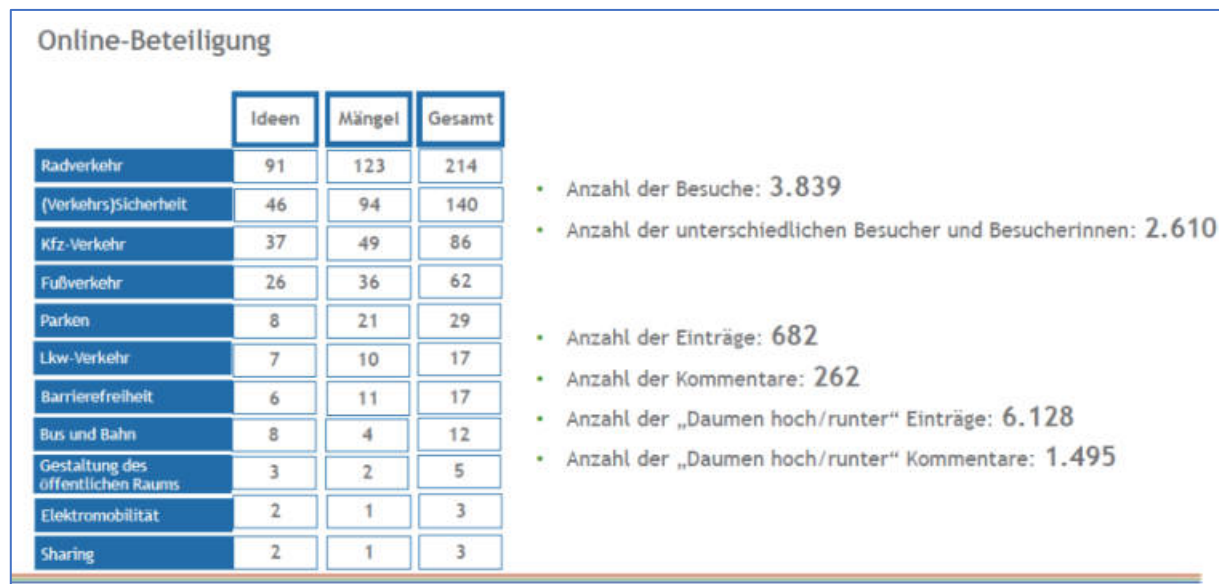 Online-Beteiligung
Ideen Mängel Gesamt
Radverkehr 91 123 214
(Verkehrs)Sicherheit 46 94 140
Kfz-Verkehr 37 49 86
Fußverkehr 26 36 62
Parken 8 21 29
Lkw-Verkehr 7 10 17
Barrierefreiheit 6 11 17
Bus und Bahn 8 4 12
Gestaltung des
öffentlichen Raums 3 2 5
Elektromobilität 2 1 3
Sharing 2 1 3
• Anzahl der Besuche: 3.839
• Anzahl der unterschiedlichen Besucher und Besucherinnen: 2.610
• Anzahl der Einträge: 682
• Anzahl der Kommentare: 262
• Anzahl der „Daumen hoch/runter“ Einträge: 6.128
• Anzahl der „Daumen hoch/runter“ Kommentare: 1.495